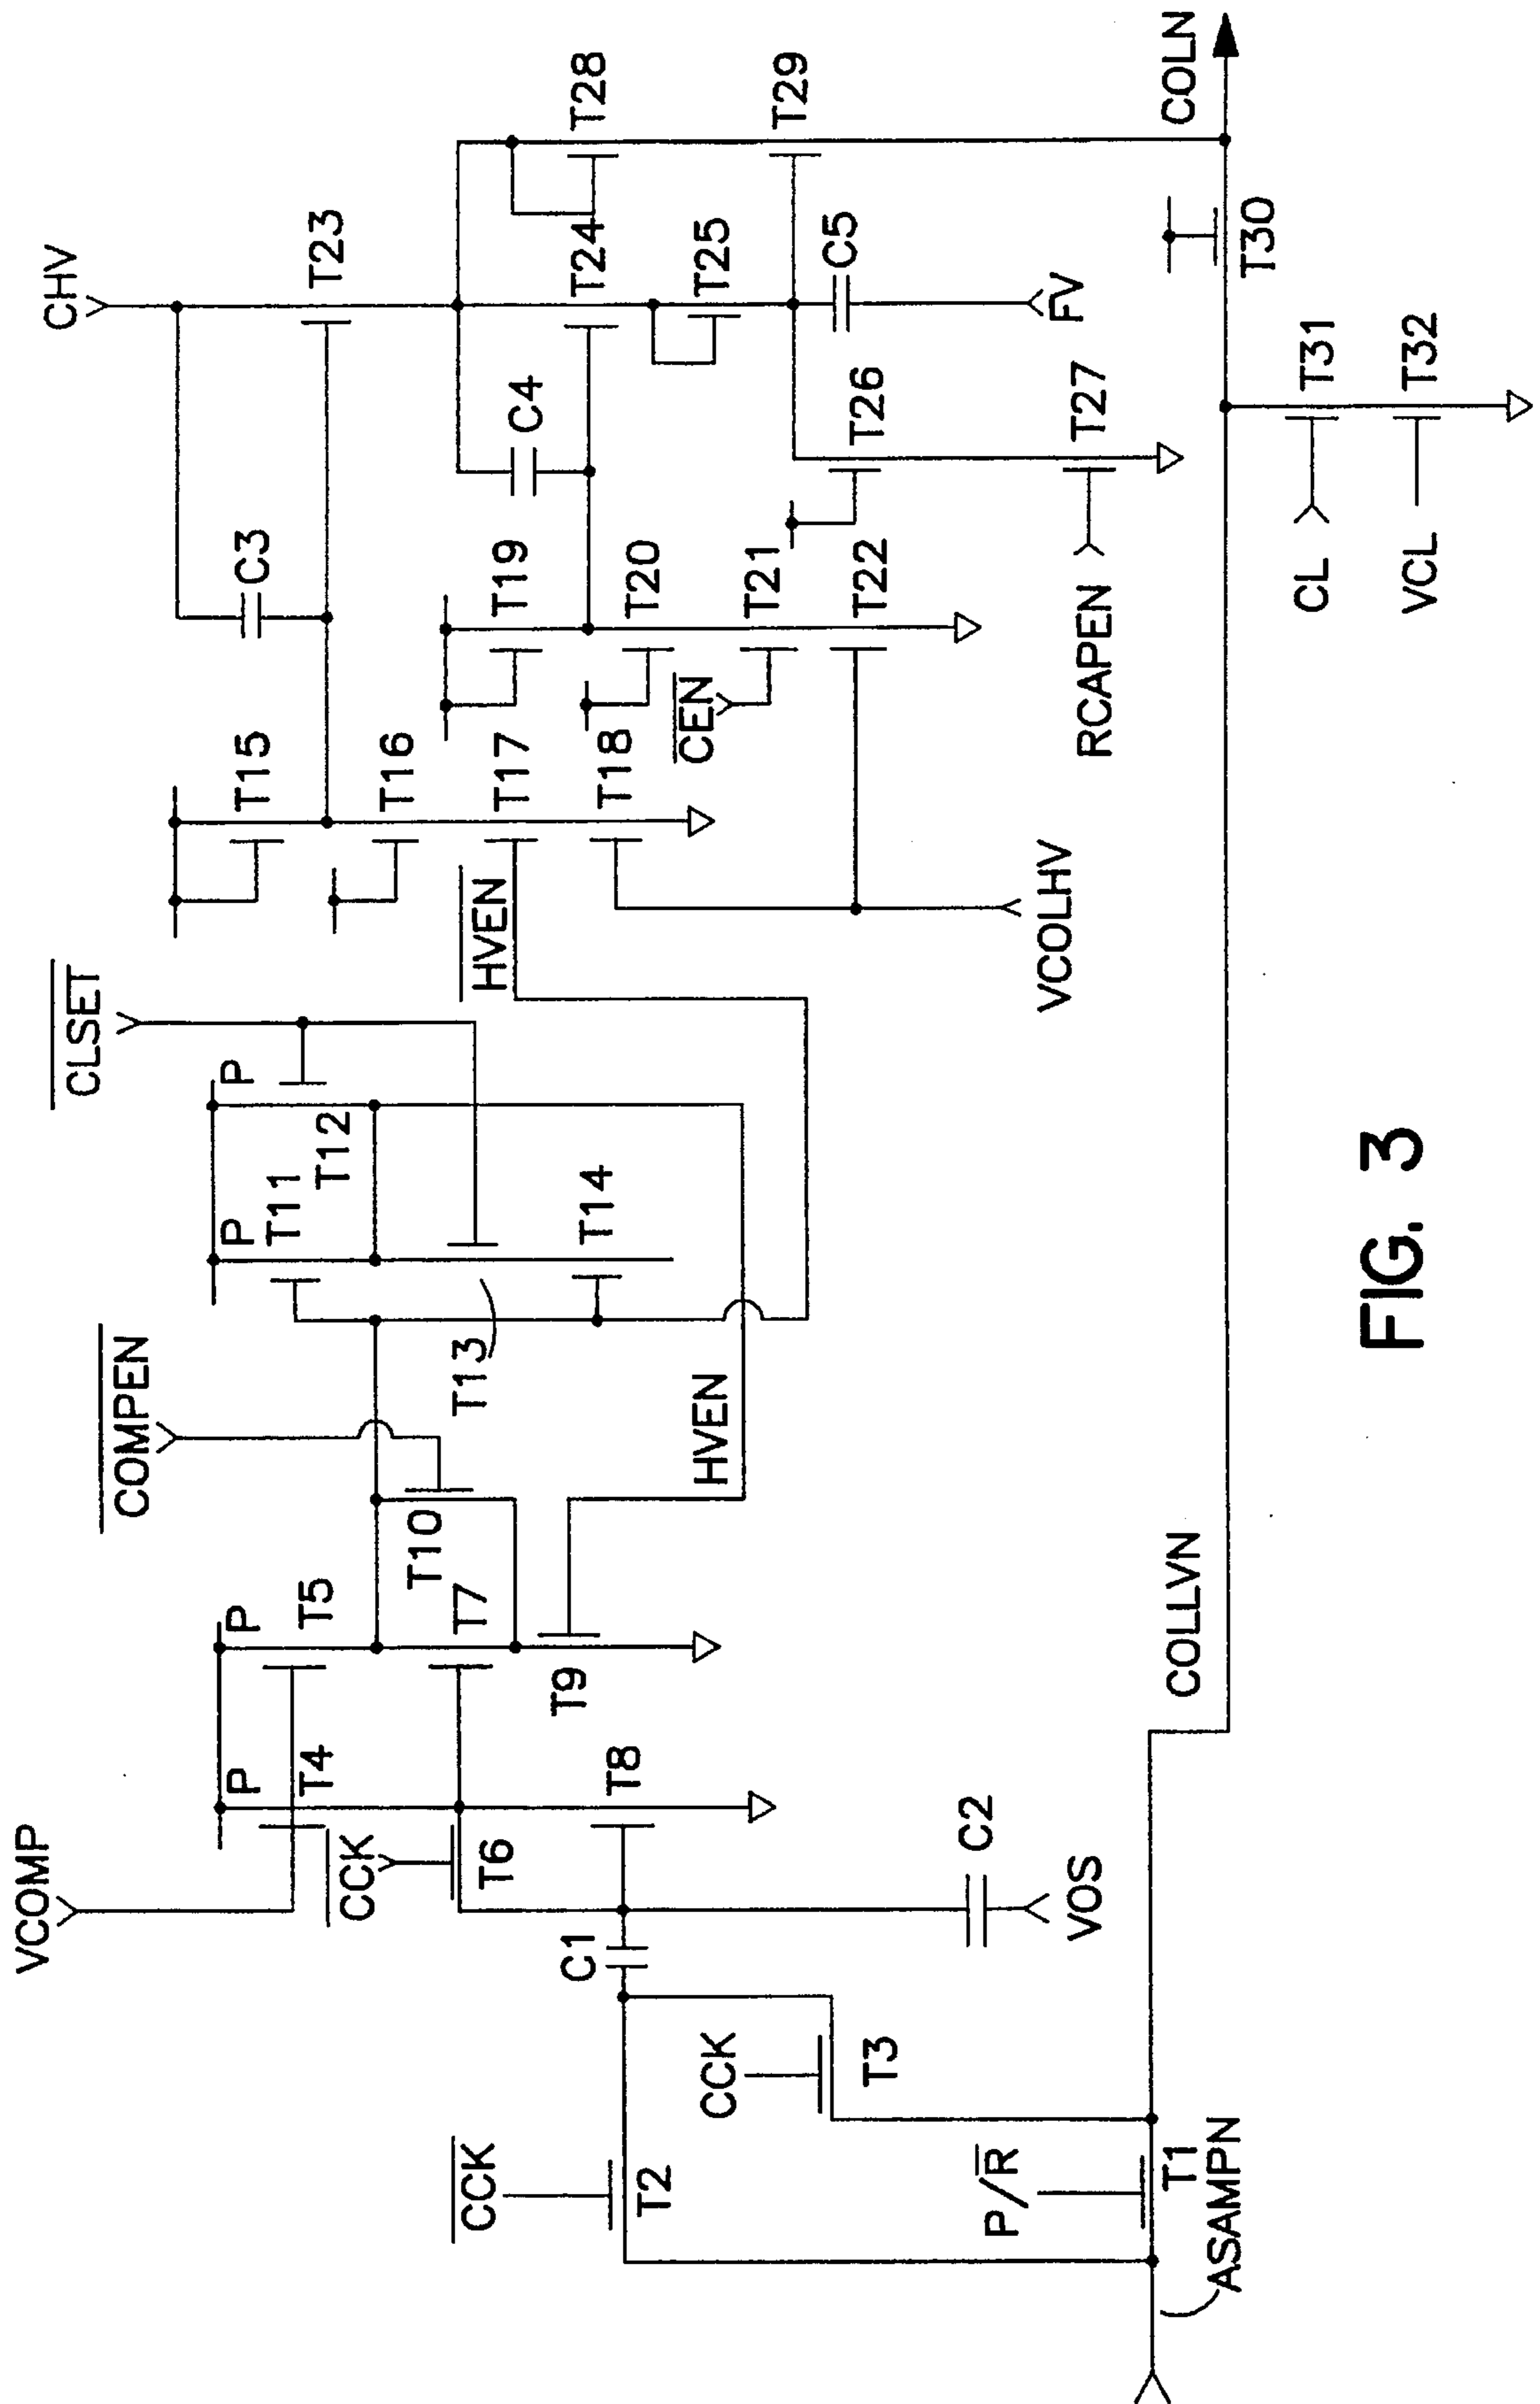 CHV
C3
T23
T15
T16
T17
T18
HVEN
CLSET
P
P
T11
T12
T13
T14
COMPEN
T10
HVEN
VCOMP
P
P
T4
T5
T7
T9
CCK
T6
T8
C1
C2
VOS
CCK
T2
CCK
T3
P/R
T1
ASAMPN
COLLVN
T19
T20
CEN
T21
T22
VCOLHV
C4
T24
T25
T28
T29
C5
FV
T26
T27
RCAPEN
COLN
T30
CL
T31
VCL
T32
FIG. 3